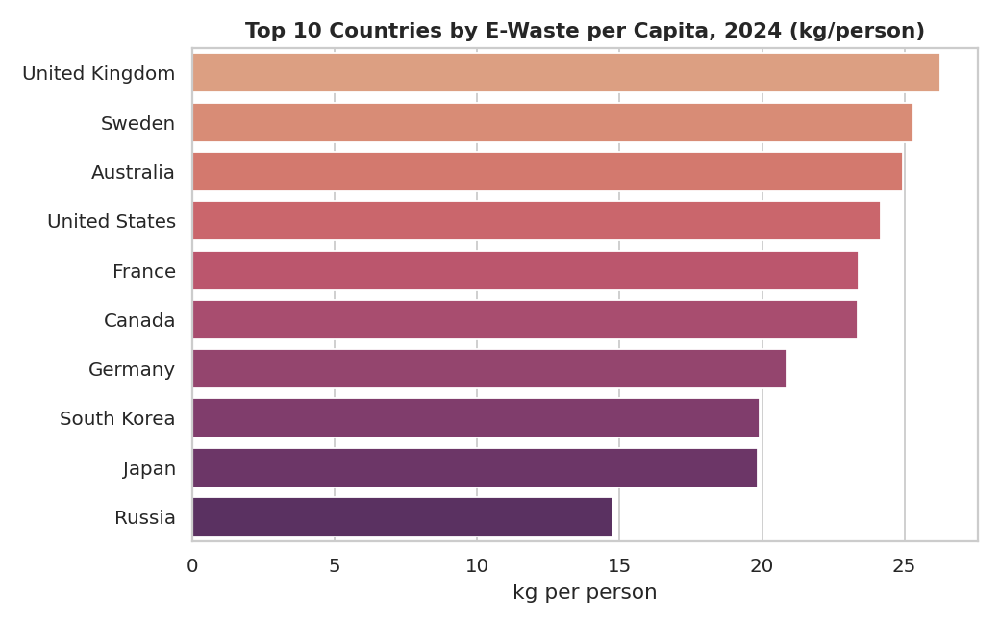 Top 10 Countries by E-Waste per Capita, 2024 (kg/person)
United Kingdom
Sweden
Australia
United States
France
Canada
Germany
South Korea
Japan
Russia
0 5 10 15 20 25
kg per person